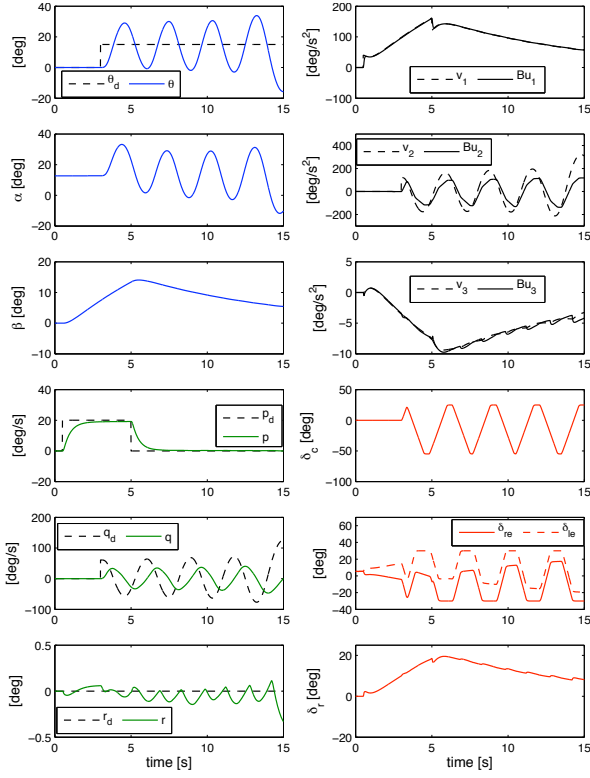 [deg]
40
20
0
−20
θd
θ
0 5 10 15
[deg/s²]
200
100
0
−100
v1
Bu1
0 5 10 15
α [deg]
40
20
0
−20
0 5 10 15
[deg/s²]
400
200
0
−200
v2
Bu2
0 5 10 15
β [deg]
20
10
0
−10
0 5 10 15
[deg/s²]
5
0
−5
−10
v3
Bu3
0 5 10 15
[deg/s]
40
20
0
−20
pd
p
0 5 10 15
δc [deg]
50
0
−50
−100
0 5 10 15
[deg/s]
200
100
0
−100
qd
q
0 5 10 15
[deg]
60
40
20
0
−20
−40
δre
δle
0 5 10 15
[deg]
0.5
0
−0.5
rd
r
0 5 10 15
time [s]
δr [deg]
20
0
−20
0 5 10 15
time [s]